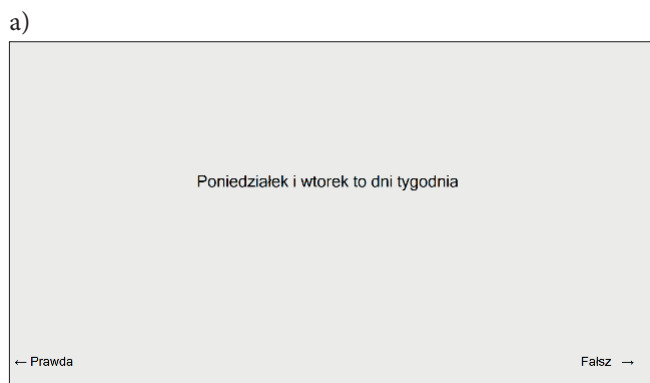 a)
Poniedziałek i wtorek to dni tygodnia
← Prawda Fałsz →